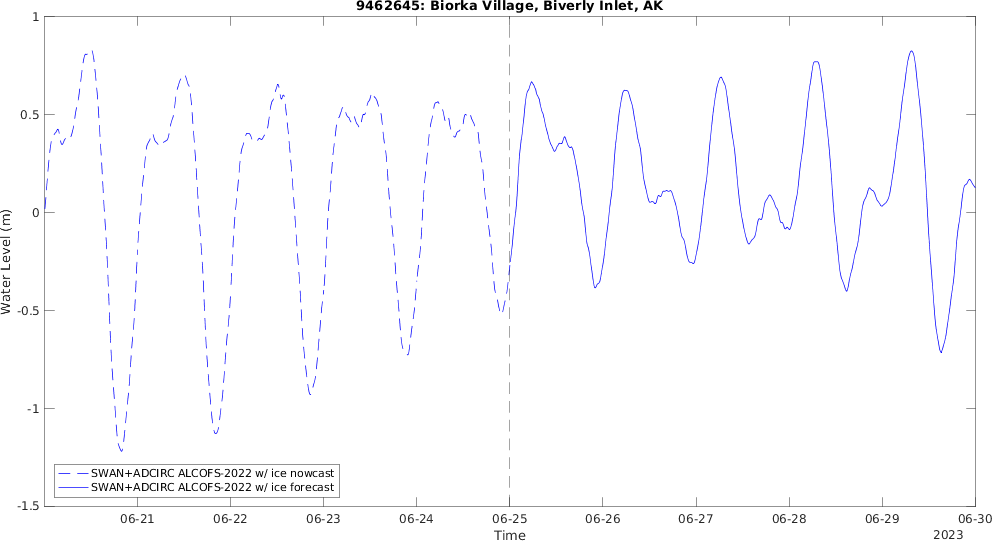 9462645: Biorka Village, Biverly Inlet, AK
Water Level (m)
1
0.5
0
-0.5
-1
-1.5
SWAN+ADCIRC ALCOFS-2022 w/ ice nowcast
SWAN+ADCIRC ALCOFS-2022 w/ ice forecast
06-21 06-22 06-23 06-24 06-25 06-26 06-27 06-28 06-29 06-30
Time
2023